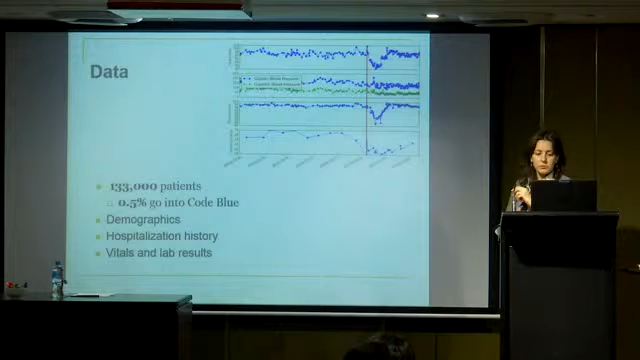 Data
133,000 patients
0.5% go into Code Blue
Demographics
Hospitalization history
Vitals and lab results